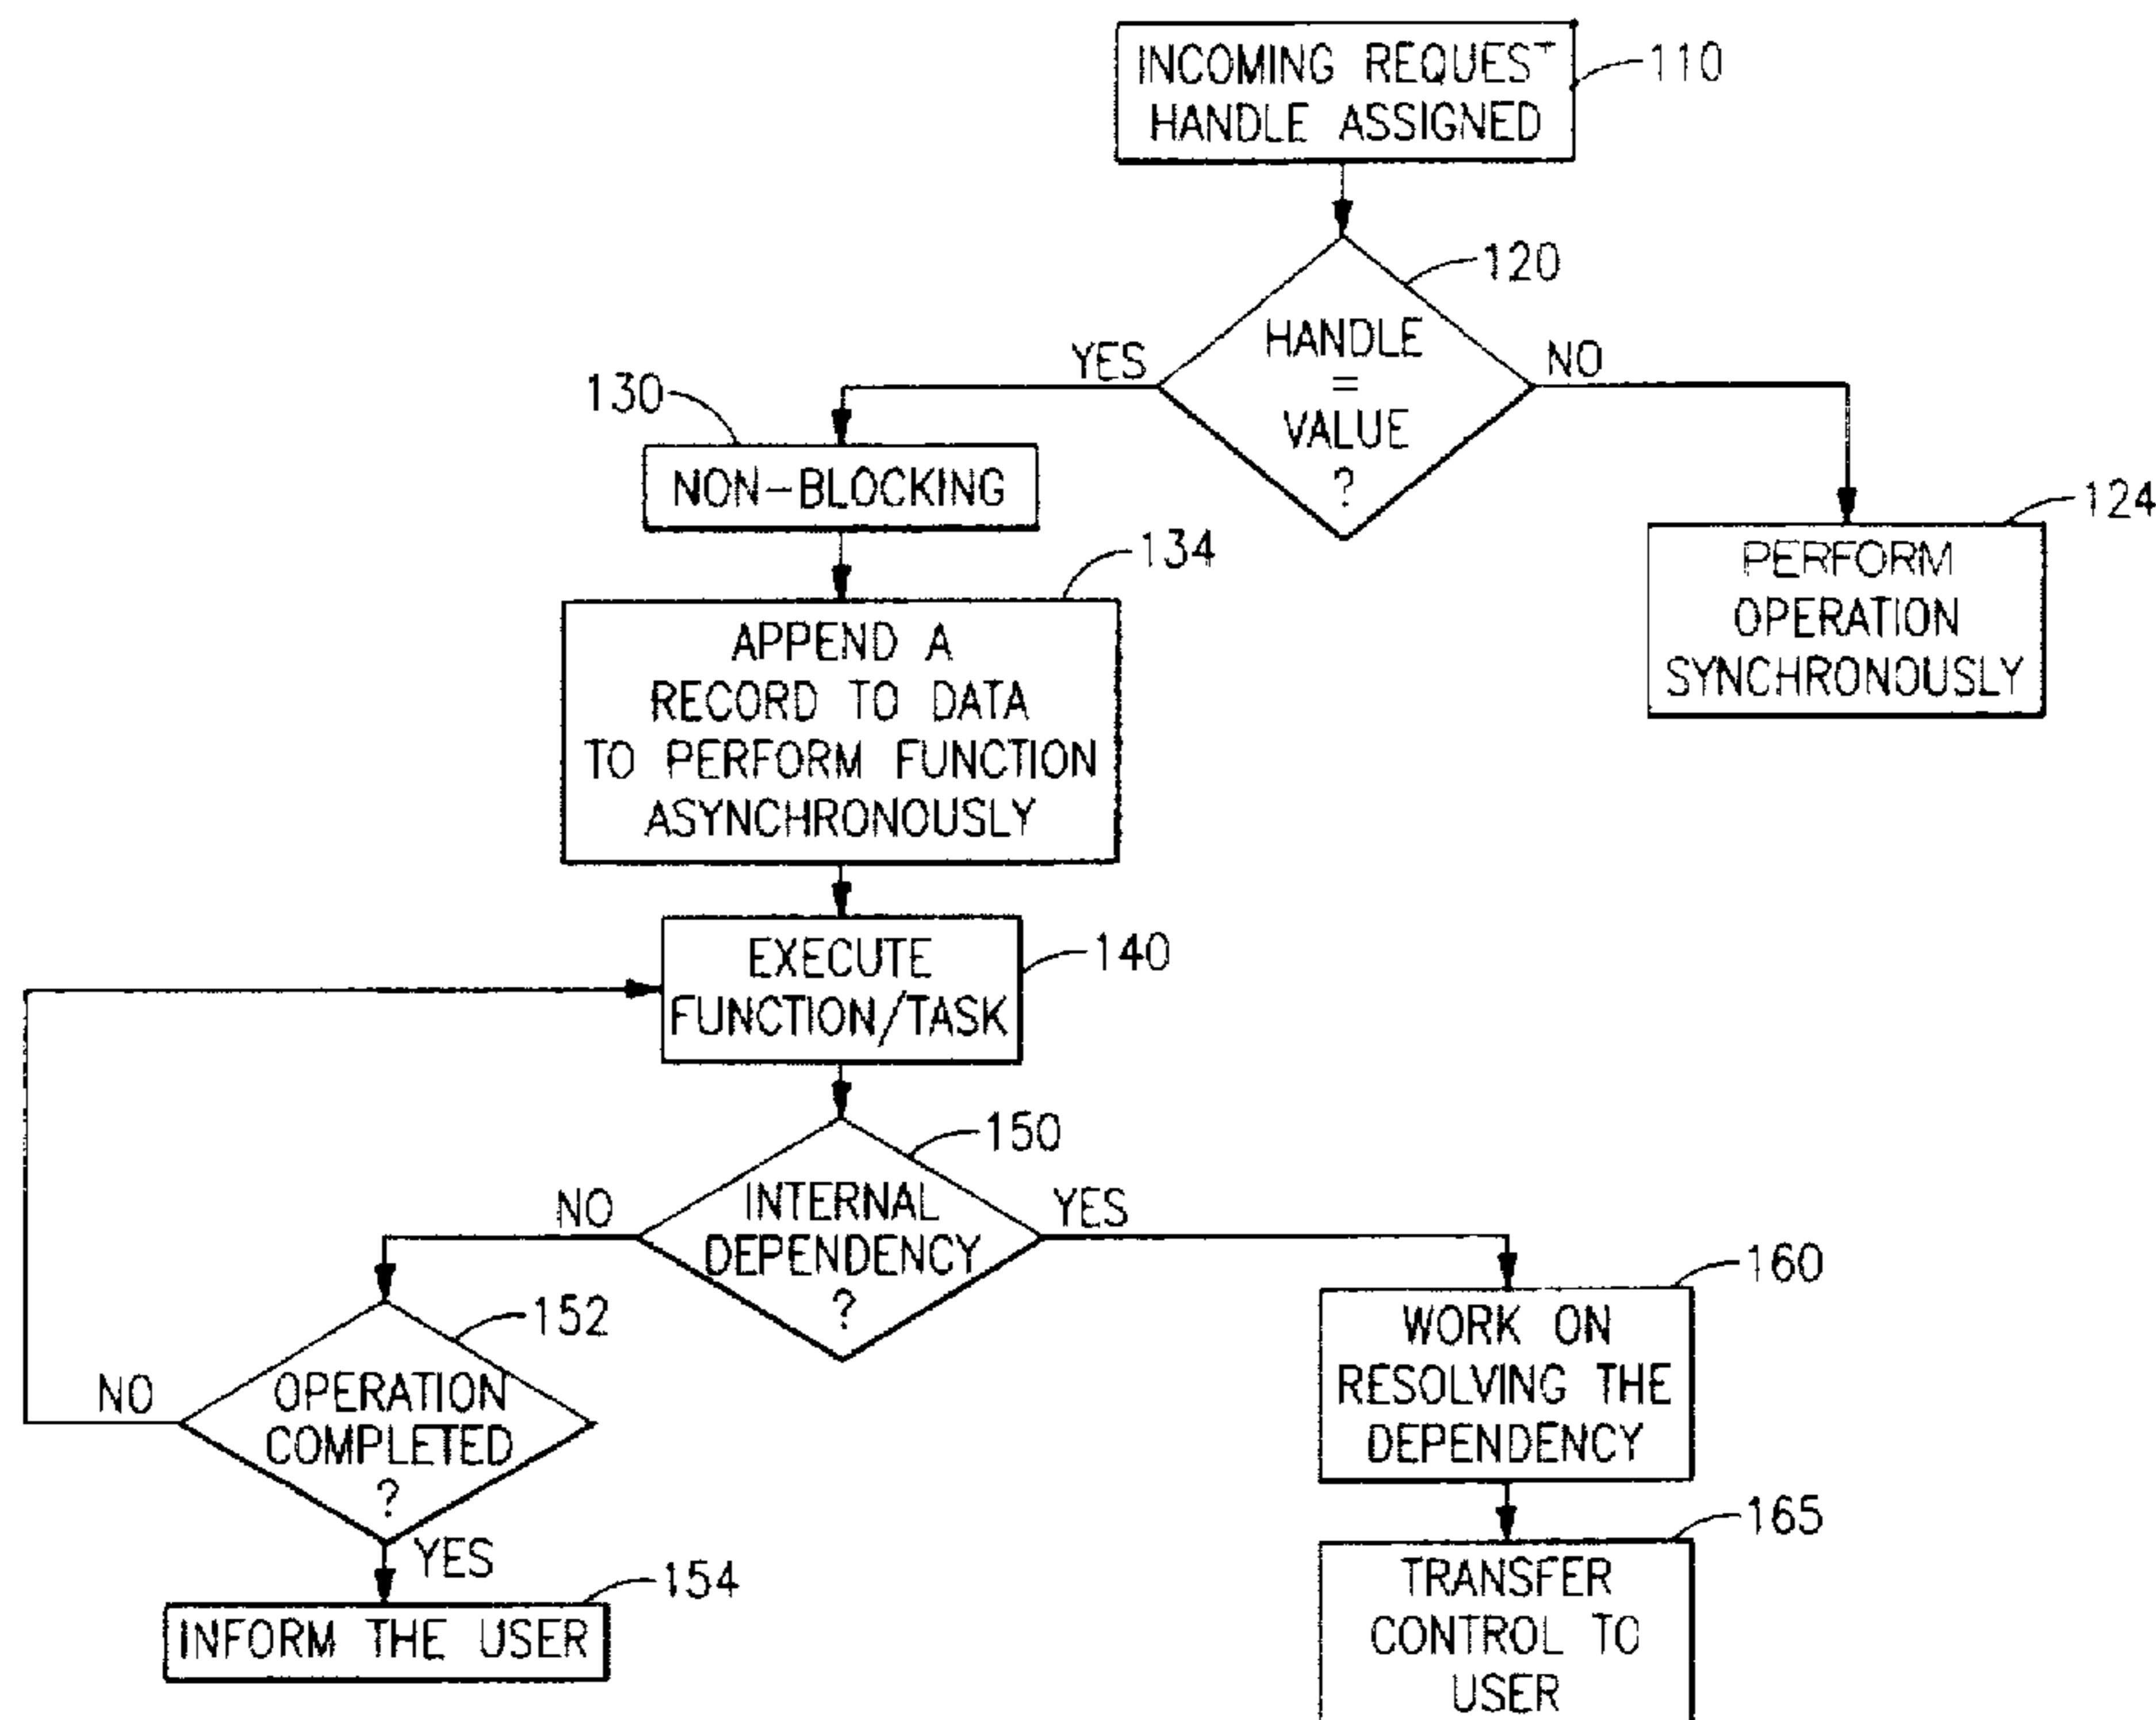 INCOMING REQUEST
HANDLE ASSIGNED
110
120
HANDLE
=
VALUE
?
YES
NO
130
NON-BLOCKING
124
PERFORM
OPERATION
SYNCHRONOUSLY
134
APPEND A
RECORD TO DATA
TO PERFORM FUNCTION
ASYNCHRONOUSLY
EXECUTE
FUNCTION/TASK
140
150
INTERNAL
DEPENDENCY
?
NO
YES
152
OPERATION
COMPLETED
?
NO
YES
160
WORK ON
RESOLVING THE
DEPENDENCY
154
INFORM THE USER
165
TRANSFER
CONTROL TO
USER